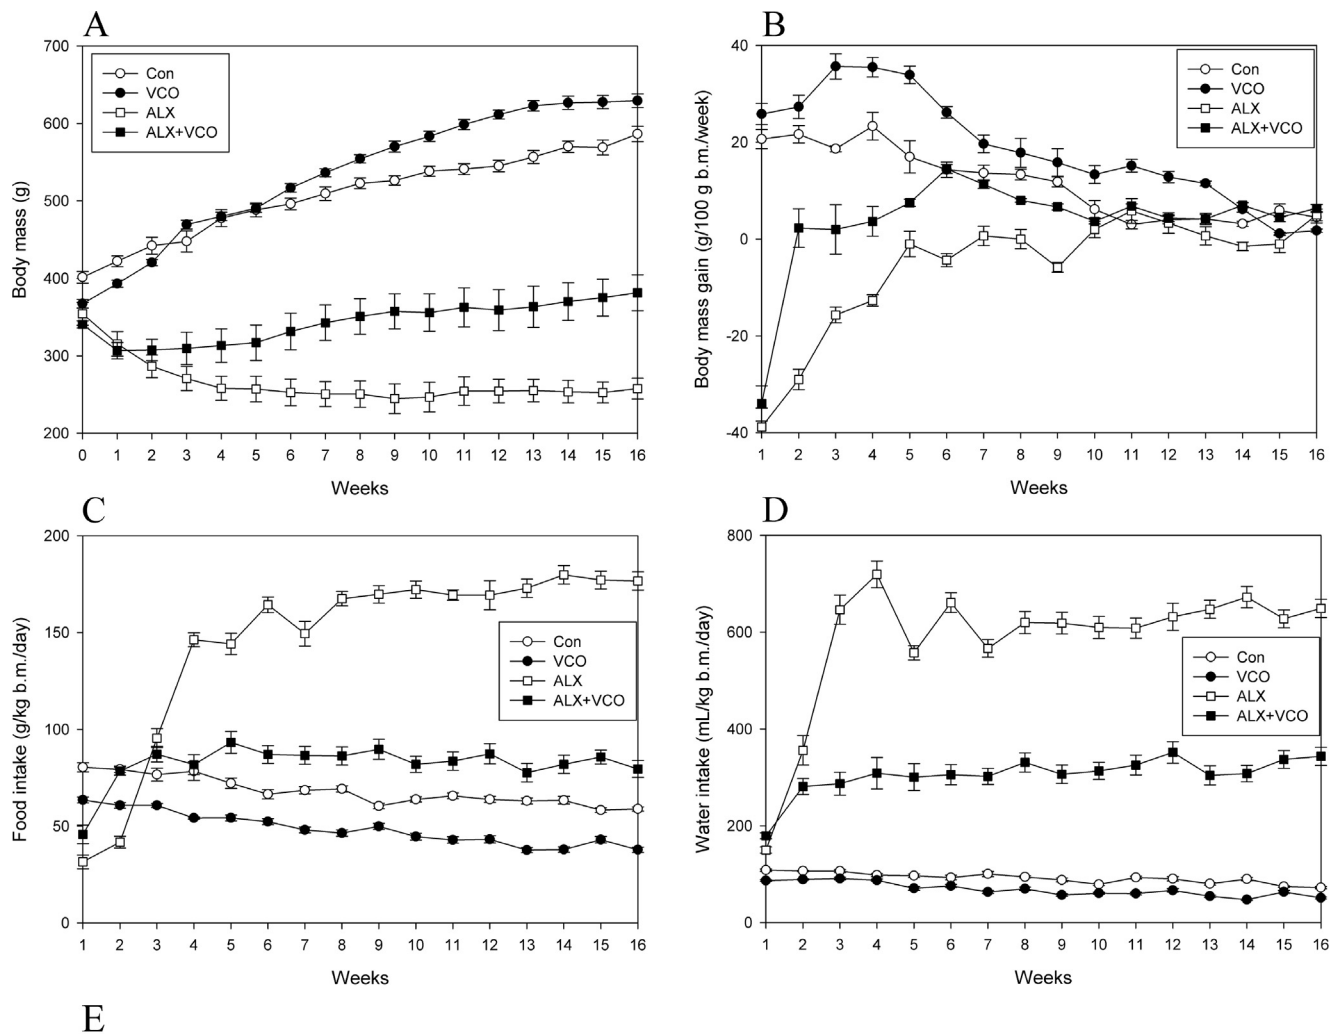 A
700
600
500
400
300
200
Body mass (g)
Con
VCO
ALX
ALX+VCO
0 1 2 3 4 5 6 7 8 9 10 11 12 13 14 15 16
Weeks
B
40
20
0
-20
-40
Body mass gain (g/100 g b.m./week)
Con
VCO
ALX
ALX+VCO
1 2 3 4 5 6 7 8 9 10 11 12 13 14 15 16
Weeks
C
200
150
100
50
0
Food intake (g/kg b.m./day)
Con
VCO
ALX
ALX+VCO
1 2 3 4 5 6 7 8 9 10 11 12 13 14 15 16
Weeks
D
800
600
400
200
0
Water intake (mL/kg b.m./day)
Con
VCO
ALX
ALX+VCO
1 2 3 4 5 6 7 8 9 10 11 12 13 14 15 16
Weeks
E